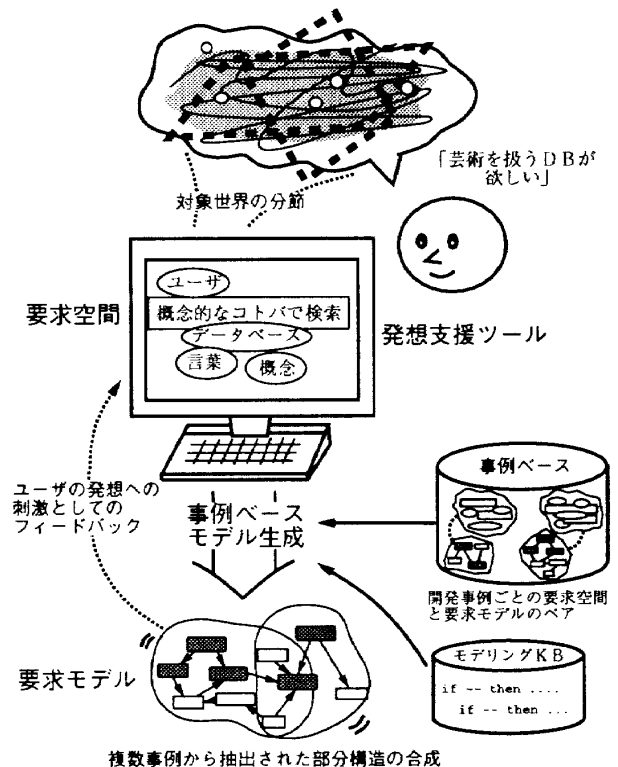 「芸術を扱うＤＢが
欲しい」
対象世界の分節
ユーザ
要求空間
概念的なコトバで検索
発想支援ツール
データベース
言葉
概念
事例ベース
ユーザの発想への
刺激としての
フィードバック
事例ベース
モデル生成
開発事例ごとの要求空間
と要求モデルのペア
モデリングＫＢ
要求モデル
if -- then ....
if -- then ...
複数事例から抽出された部分構造の合成